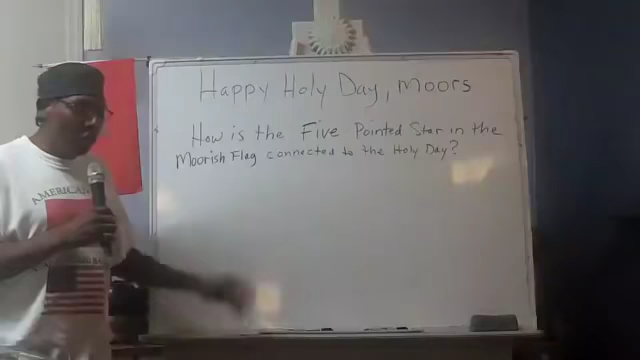 Happy Holy Day, Moors
How is the Five Pointed Star in the
Moorish Flag connected to the Holy Day?
AMERICAN